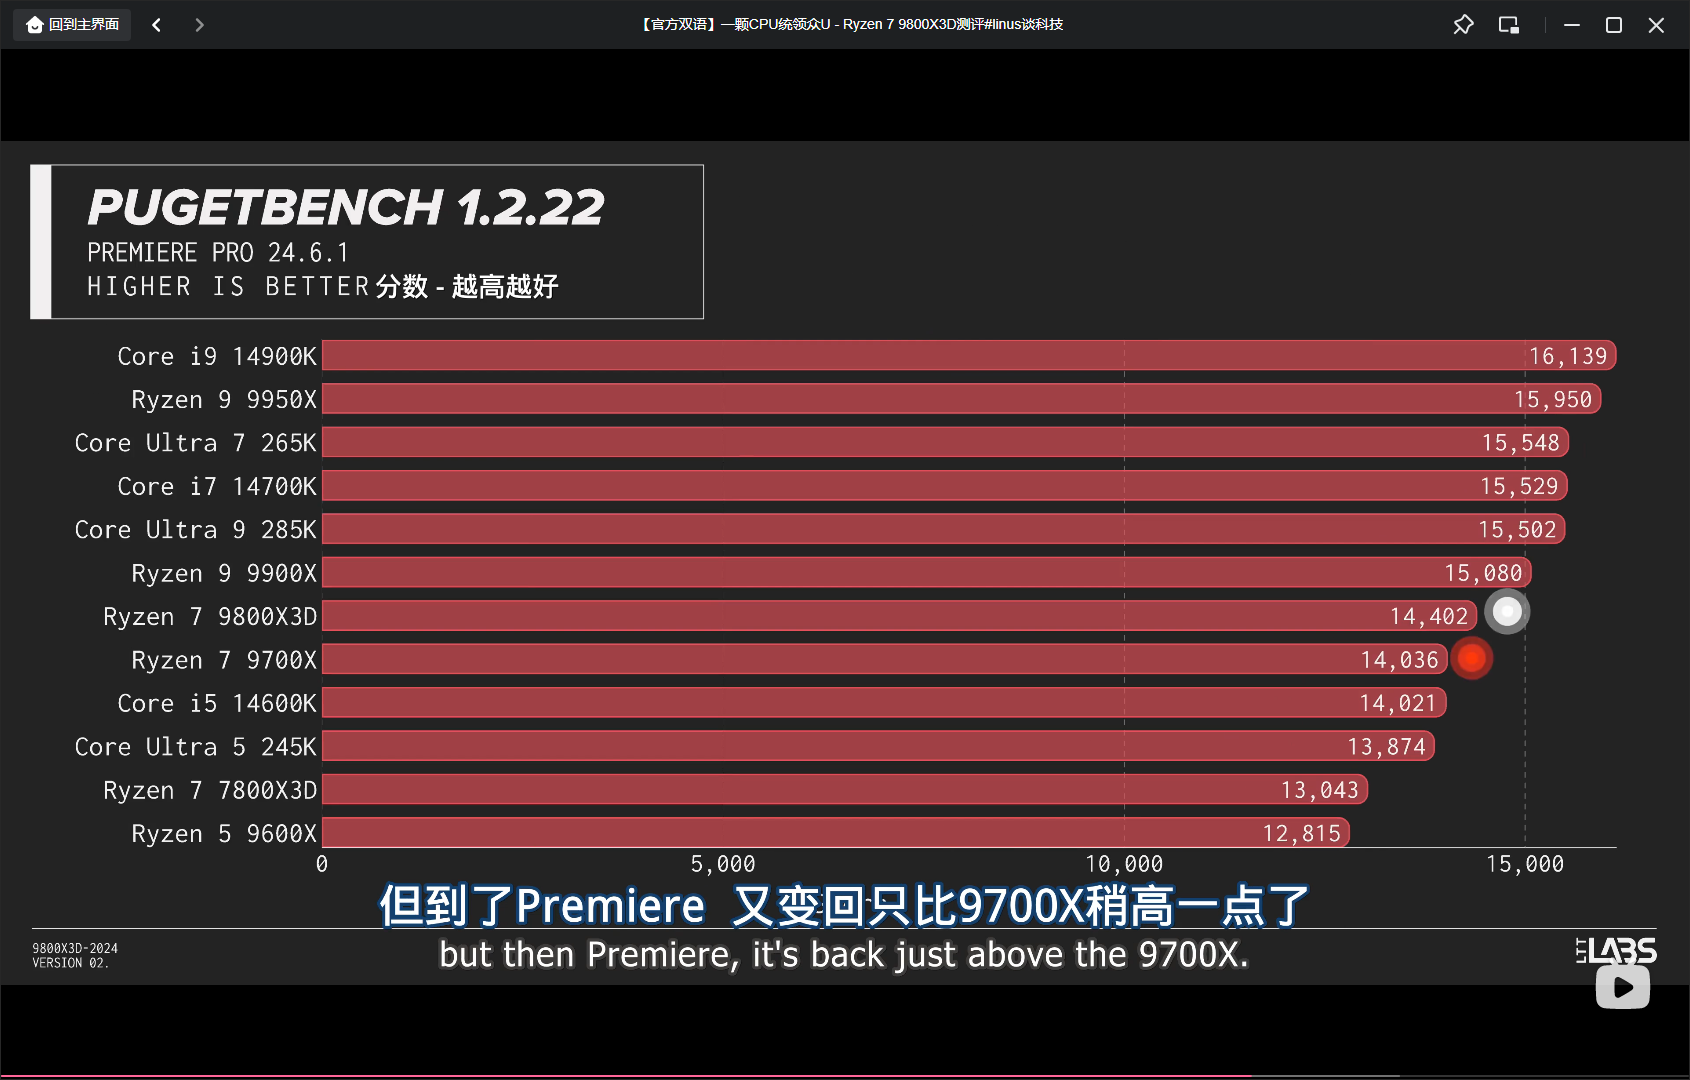 回到主界面
【官方双语】一颗CPU统领众U - Ryzen 7 9800X3D测评#linus谈科技
PUGETBENCH 1.2.22
PREMIERE PRO 24.6.1
HIGHER IS BETTER分数 - 越高越好
Core i9 14900K 16,139
Ryzen 9 9950X 15,950
Core Ultra 7 265K 15,548
Core i7 14700K 15,529
Core Ultra 9 285K 15,502
Ryzen 9 9900X 15,080
Ryzen 7 9800X3D 14,402
Ryzen 7 9700X 14,036
Core i5 14600K 14,021
Core Ultra 5 245K 13,874
Ryzen 7 7800X3D 13,043
Ryzen 5 9600X 12,815
0 5,000 10,000 15,000
但到了Premiere 又变回只比9700X稍高一点了
but then Premiere, it's back just above the 9700X.
9800X3D-2024
VERSION 02.
LTT LABS